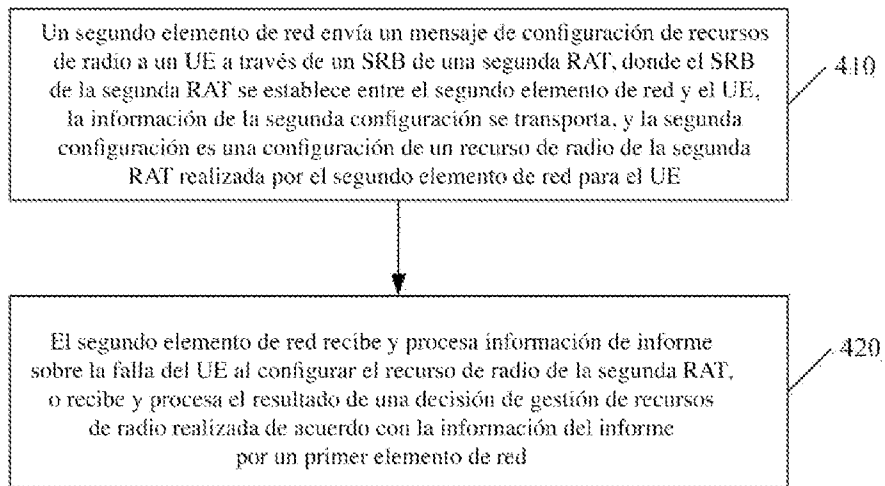 Un segundo elemento de red envía un mensaje de configuración de recursos
de radio a un UE a través de un SRB de una segunda RAT, donde el SRB
de la segunda RAT se establece entre el segundo elemento de red y el UE,
la información de la segunda configuración se transporta, y la segunda
configuración es una configuración de un recurso de radio de la segunda
RAT realizada por el segundo elemento de red para el UE
410
El segundo elemento de red recibe y procesa información de informe
sobre la falla del UE al configurar el recurso de radio de la segunda RAT,
o recibe y procesa el resultado de una decisión de gestión de recursos
de radio realizada de acuerdo con la información del informe
por un primer elemento de red
420